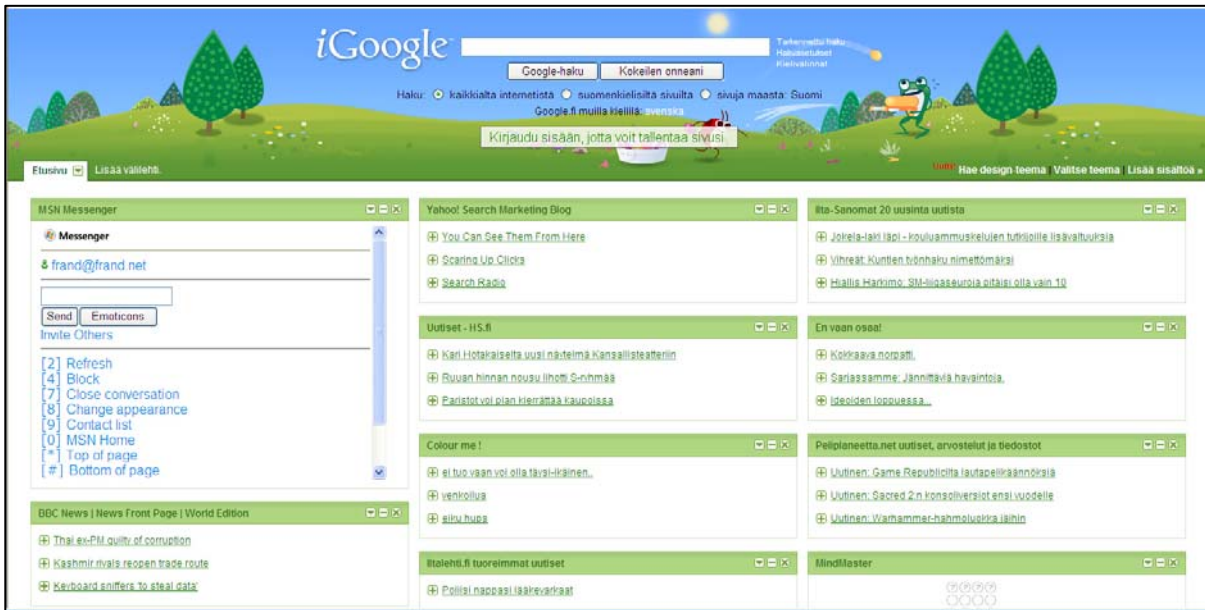 iGoogle
Tarkennettu haku
Hakuasetukset
Kielivalinnat
Google-haku Kokeilen onneani
Haku: kaikkialta internetistä suomenkielisiltä sivuilta sivuja maasta: Suomi
Google.fi muilla kielillä: svenska
Kirjaudu sisään, jotta voit tallentaa sivusi
Etusivu Lisää välilehti.
Uutta! Hae design-teema | Valitse teema | Lisää sisältöä »
MSN Messenger
Messenger
frand@frand.net
Send Emoticons
Invite Others
[2] Refresh
[4] Block
[7] Close conversation
[8] Change appearance
[9] Contact list
[0] MSN Home
[*] Top of page
[#] Bottom of page
BBC News | News Front Page | World Edition
Thai ex-PM guilty of corruption
Kashmir rivals reopen trade route
Keyboard sniffers 'to steal data'
Yahoo! Search Marketing Blog
You Can See Them From Here
Scaring Up Clicks
Search Radio
Uutiset - HS.fi
Kari Hotakaiselta uusi näytelmä Kansallisteatteriin
Ruuan hinnan nousu lihotti S-ryhmää
Paristot voi pian kierrättää kaupoissa
Colour me !
ei tuo vaan voi olla täysi-ikäinen..
venkoilua
eiku hups
Iltalehti.fi tuoreimmat uutiset
Poliisi nappasi lääkevarkaat
Ilta-Sanomat 20 uusinta uutista
Jokela-laki läpi - kouluammuskelujen tutkijoille lisävaltuuksia
Vihreät: Kuntien työnhaku nimettömäksi
Hjallis Harkimo: SM-liigaseuroja pitäisi olla vain 10
En vaan osaa!
Kokkaava norpatti.
Sarjassamme: Jännittäviä havaintoja.
Ideoiden loppuessa...
Peliplaneetta.net uutiset, arvostelut ja tiedostot
Uutinen: Game Republicilta lautapelikäännöksiä
Uutinen: Sacred 2:n konsoliversiot ensi vuodelle
Uutinen: Warhammer-hahmoluokka jäihin
MindMaster